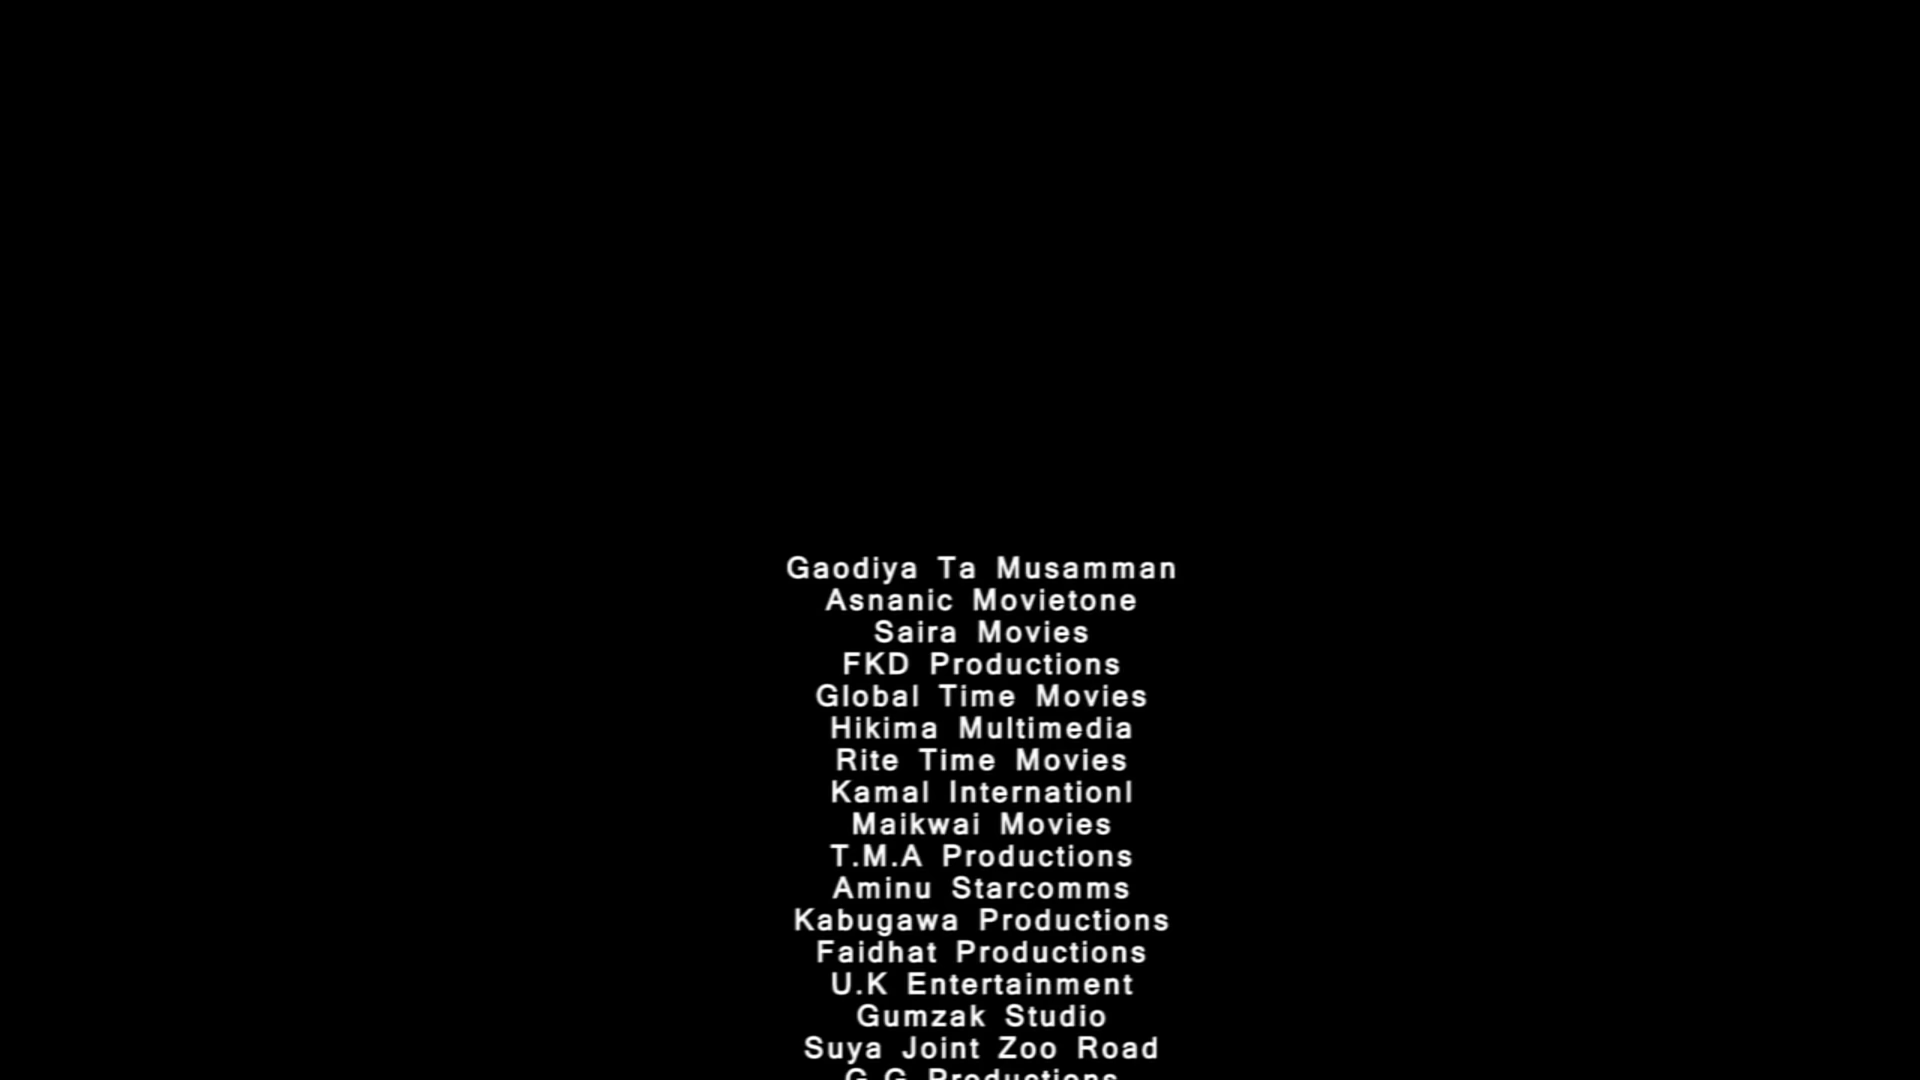 Gaodiya Ta Musamman
Asnanic Movietone
Saira Movies
FKD Productions
Global Time Movies
Hikima Multimedia
Rite Time Movies
Kamal Internationl
Maikwai Movies
T.M.A Productions
Aminu Starcomms
Kabugawa Productions
Faidhat Productions
U.K Entertainment
Gumzak Studio
Suya Joint Zoo Road
G.G Productions